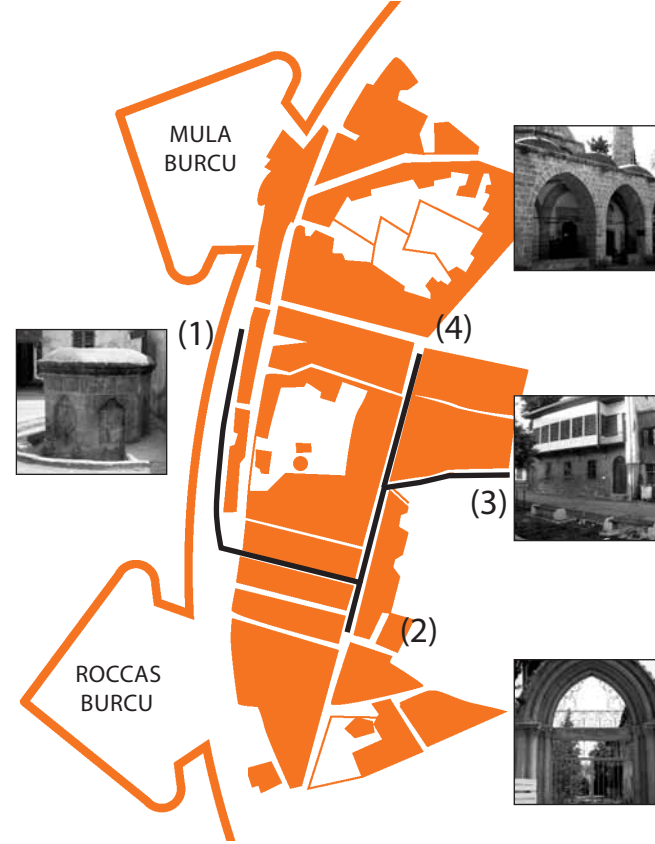 MULA
BURCU
(1)
(4)
(3)
(2)
ROCCAS
BURCU